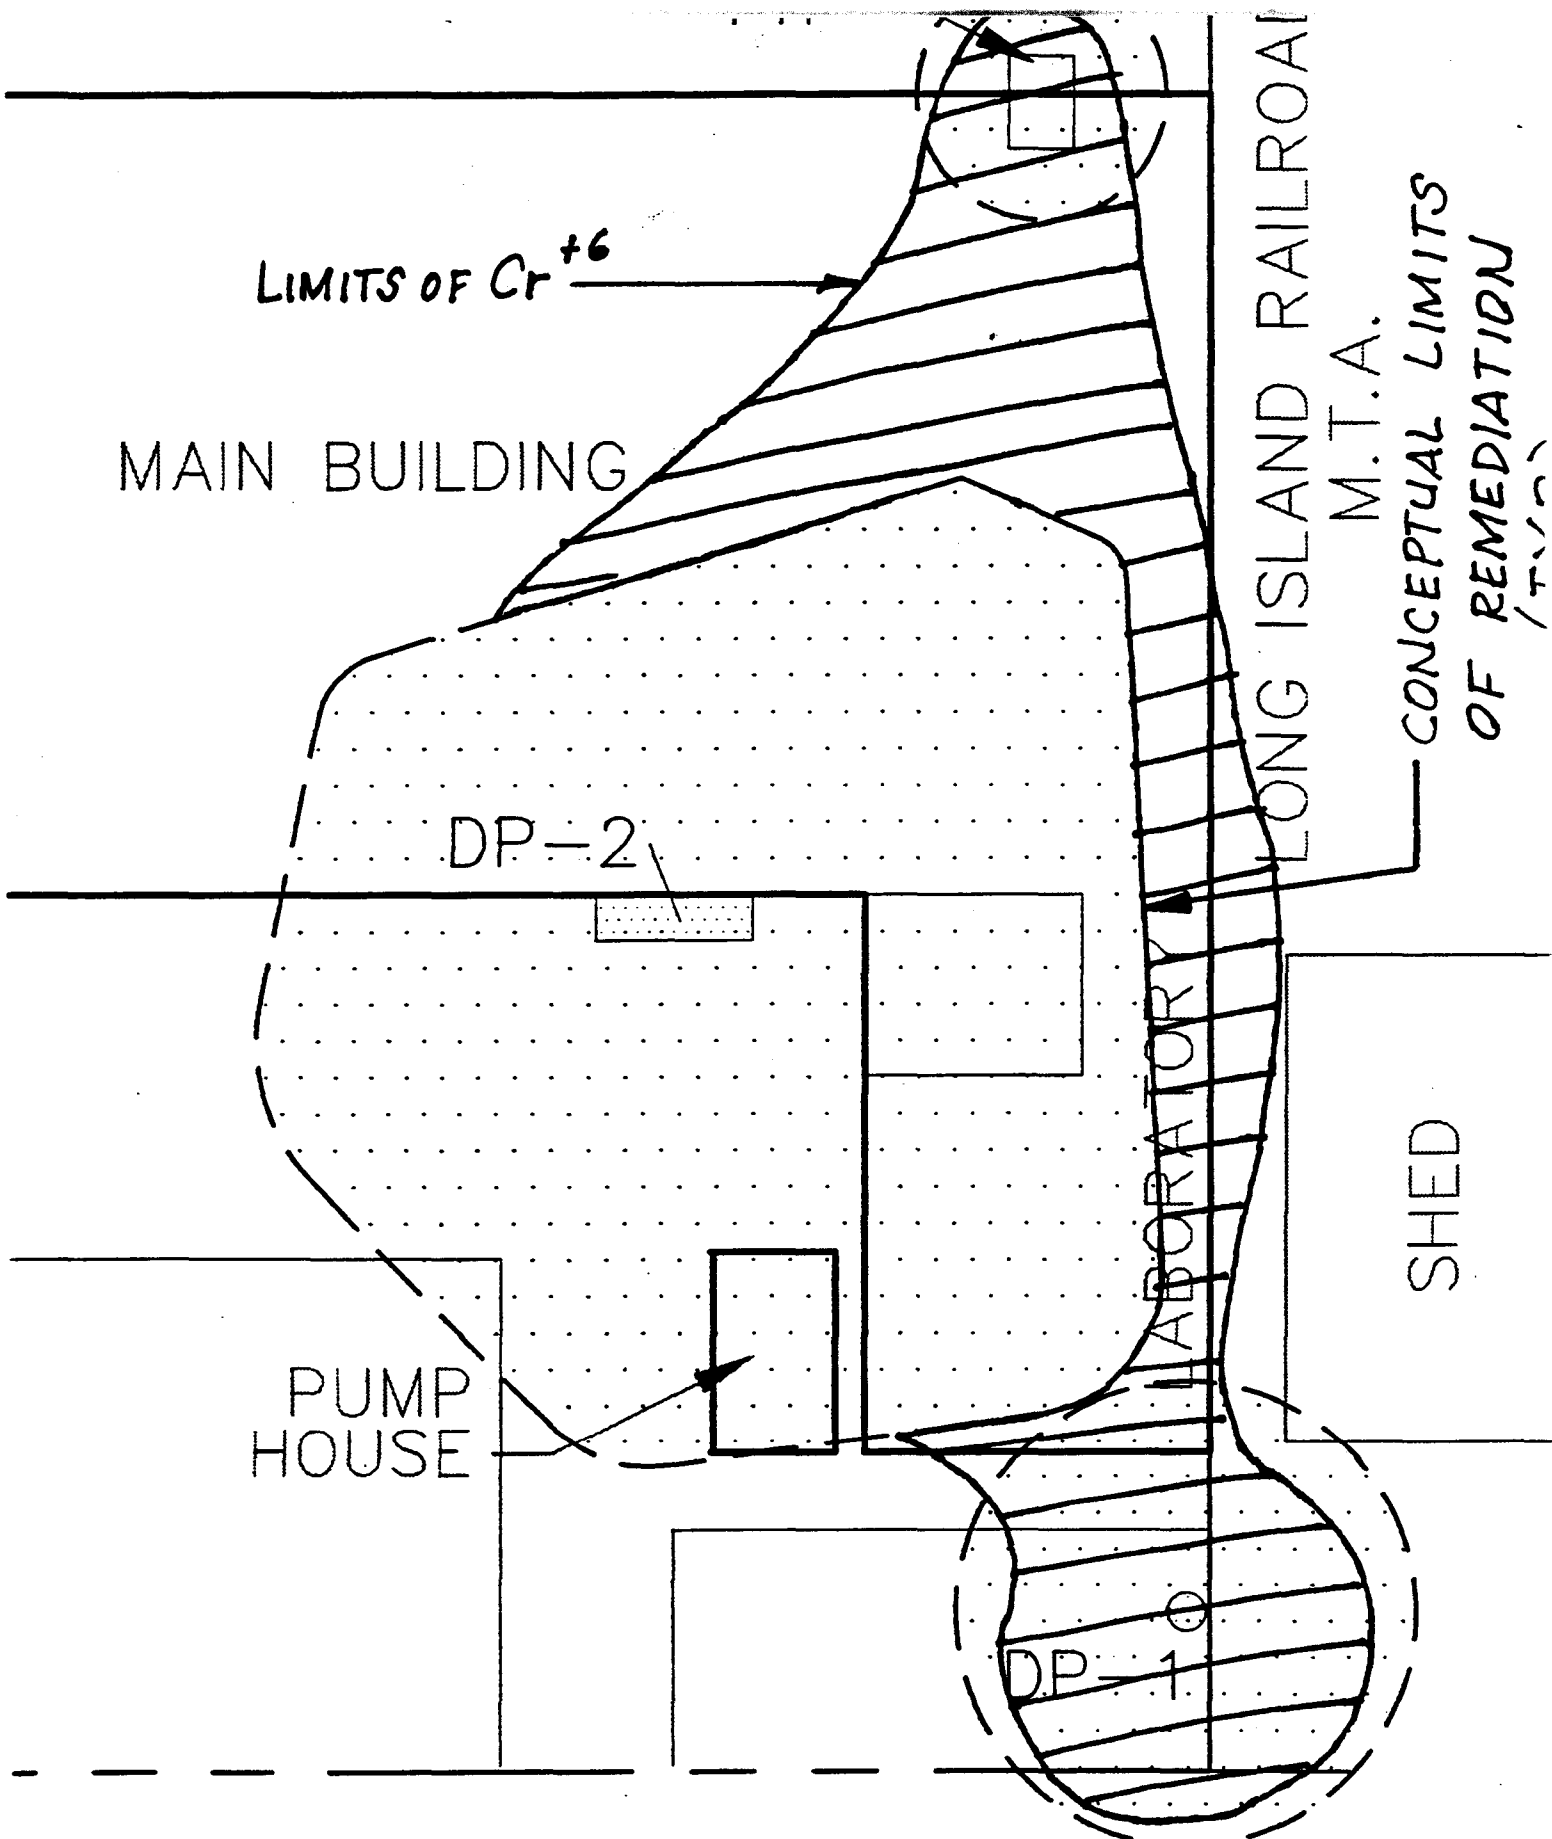 LIMITS OF Cr+6
MAIN BUILDING
LONG ISLAND RAILROA
M.T.A.
CONCEPTUAL LIMITS
OF REMEDIATION
DP-2
LABORATORY
SHED
PUMP
HOUSE
DP-1